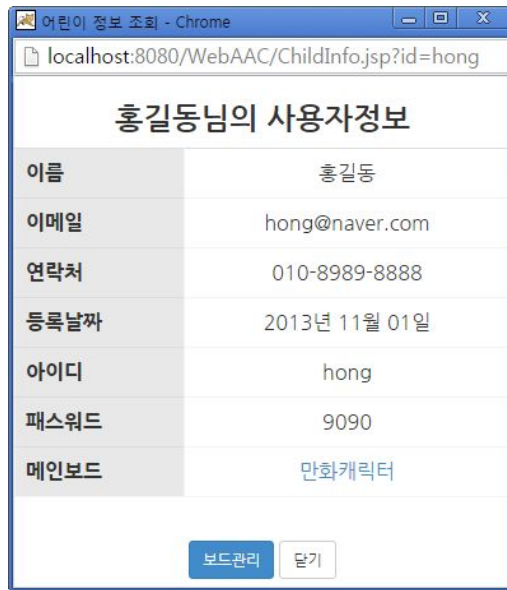 어린이 정보 조회 - Chrome
localhost:8080/WebAAC/ChildInfo.jsp?id=hong
홍길동님의 사용자정보
이름 홍길동
이메일 hong@naver.com
연락처 010-8989-8888
등록날짜 2013년 11월 01일
아이디 hong
패스워드 9090
메인보드 만화캐릭터
보드관리 닫기